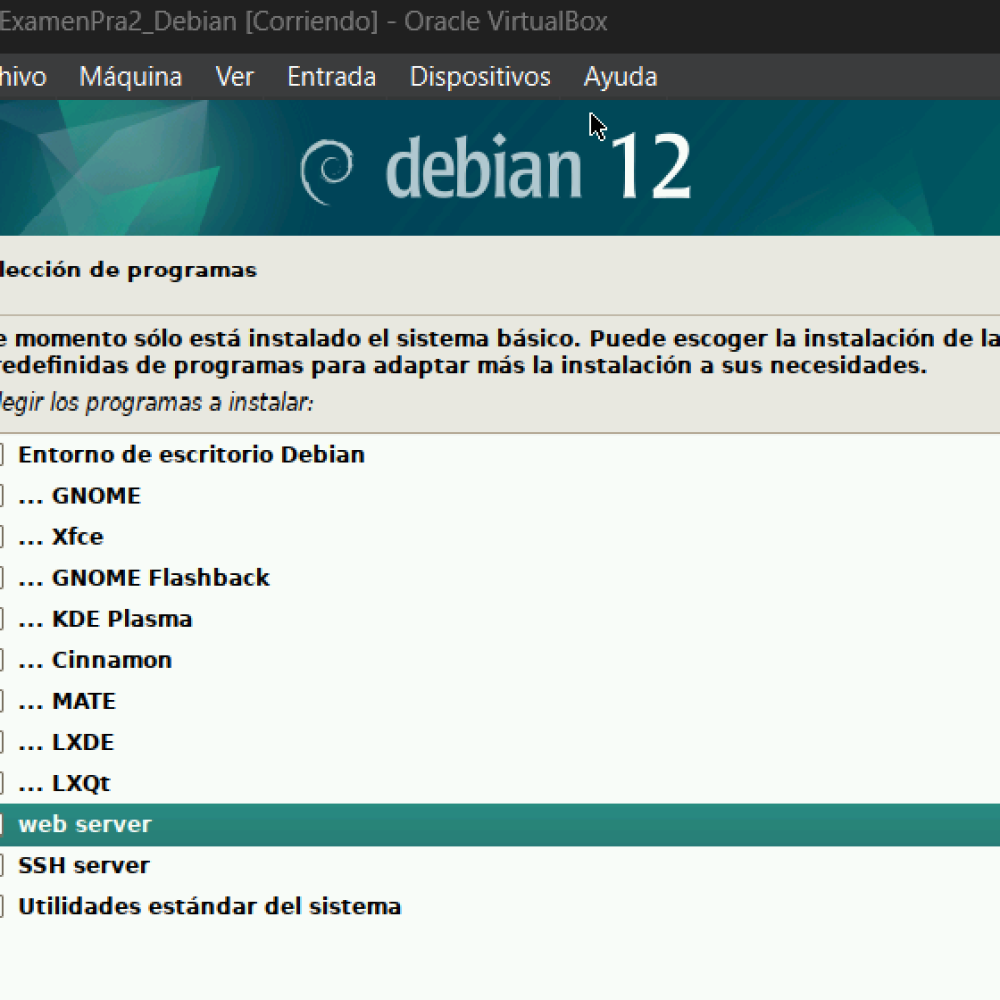 ExamenPra2_Debian [Corriendo] - Oracle VirtualBox
hivo Máquina Ver Entrada Dispositivos Ayuda
debian 12
lección de programas
e momento sólo está instalado el sistema básico. Puede escoger la instalación de la
redefinidas de programas para adaptar más la instalación a sus necesidades.
legir los programas a instalar:
Entorno de escritorio Debian
... GNOME
... Xfce
... GNOME Flashback
... KDE Plasma
... Cinnamon
... MATE
... LXDE
... LXQt
web server
SSH server
Utilidades estándar del sistema